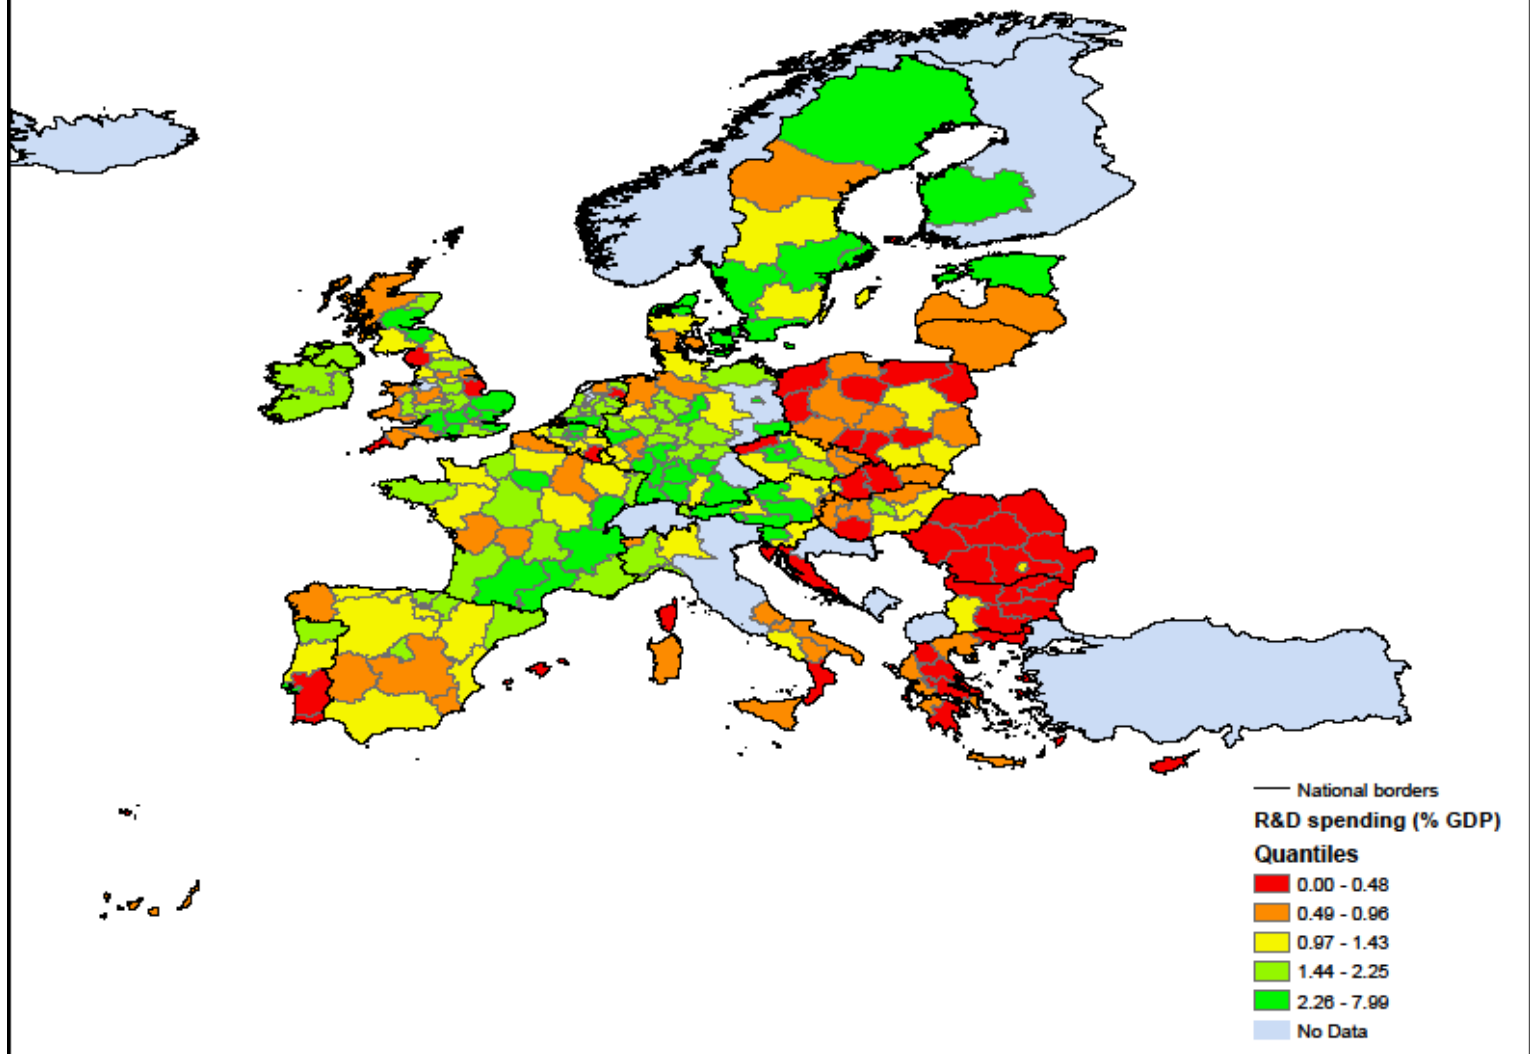 National borders
R&D spending (% GDP)
Quantiles
0.00 - 0.48
0.49 - 0.96
0.97 - 1.43
1.44 - 2.25
2.26 - 7.99
No Data